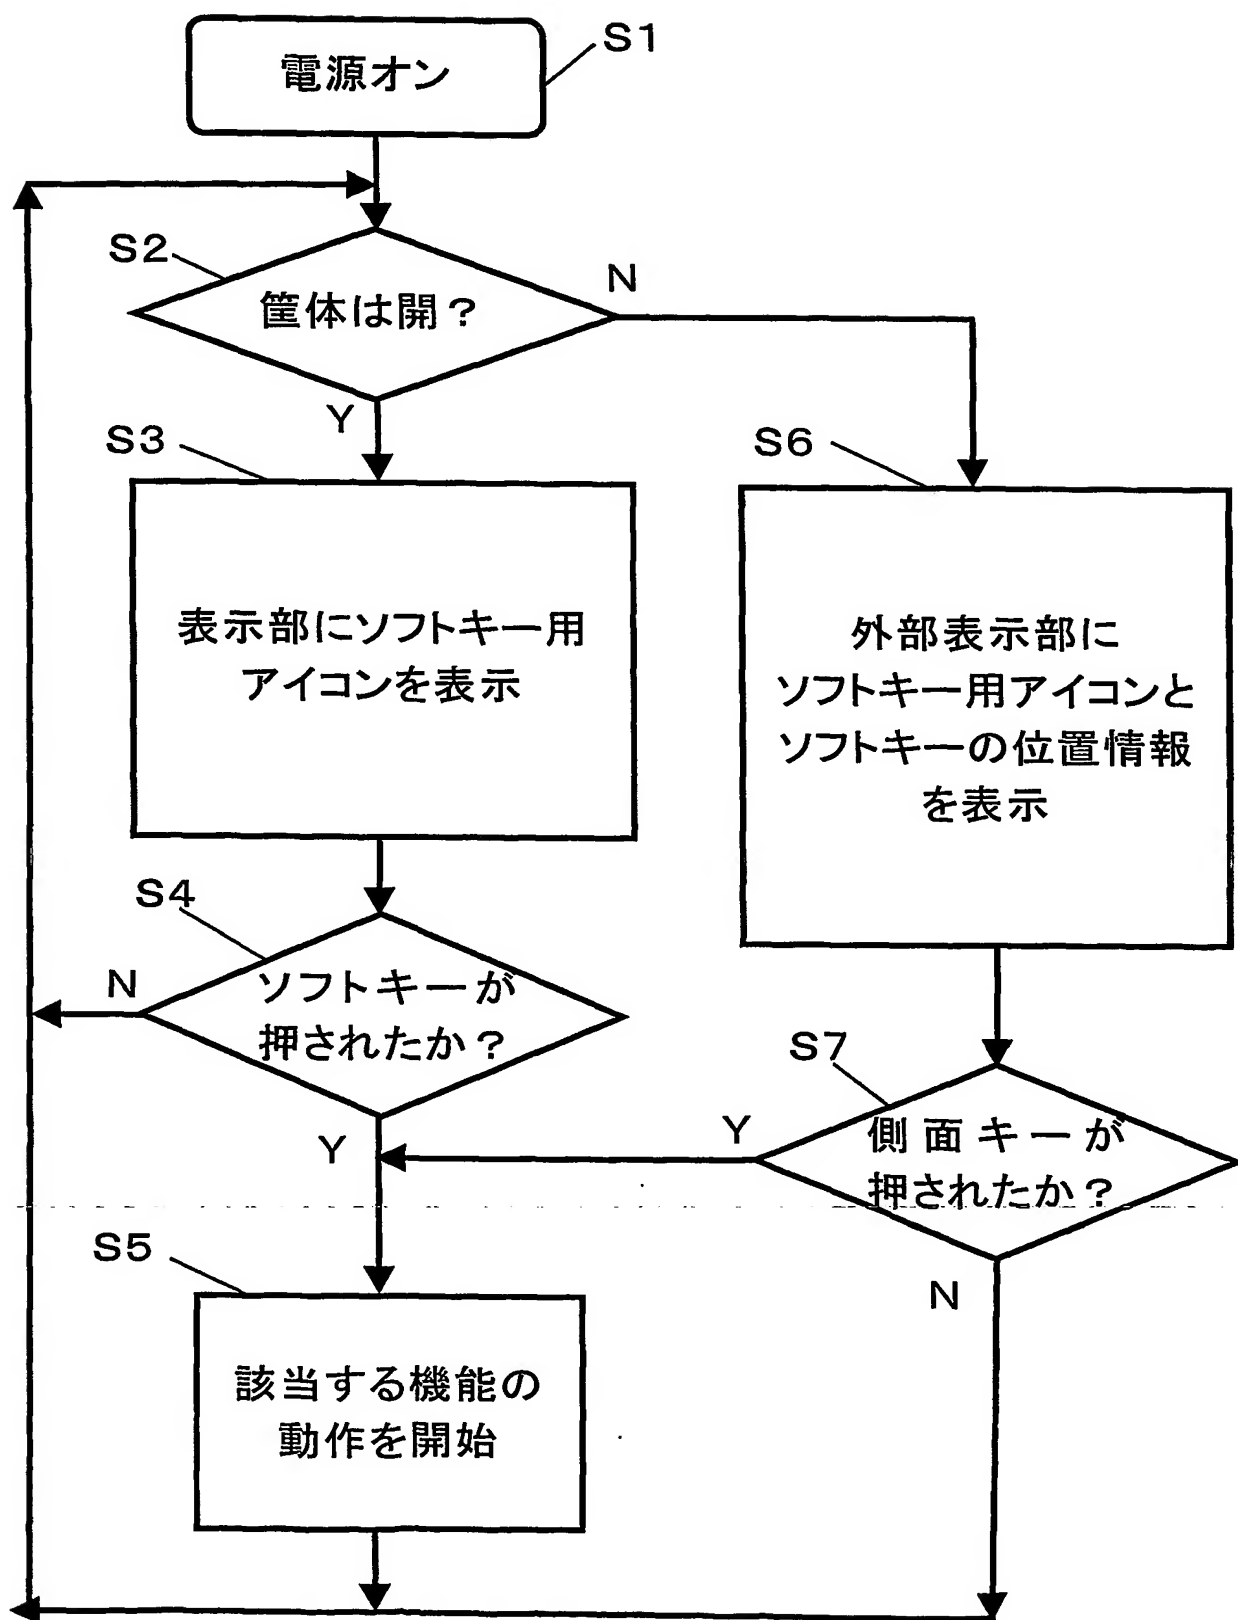 S1
電源オン
S2
筐体は開？
N
Y
S3
表示部にソフトキー用
アイコンを表示
S6
外部表示部に
ソフトキー用アイコンと
ソフトキーの位置情報
を表示
S4
ソフトキーが
押されたか？
N
Y
S7
側面キーが
押されたか？
Y
N
S5
該当する機能の
動作を開始